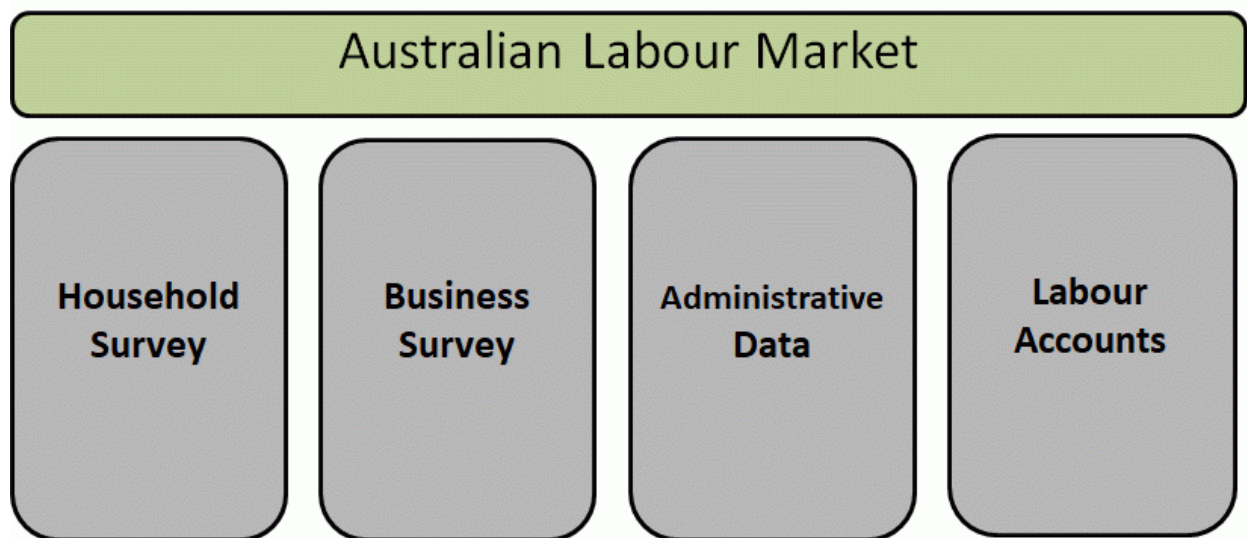 Australian Labour Market
Household
Survey
Business
Survey
Administrative
Data
Labour
Accounts